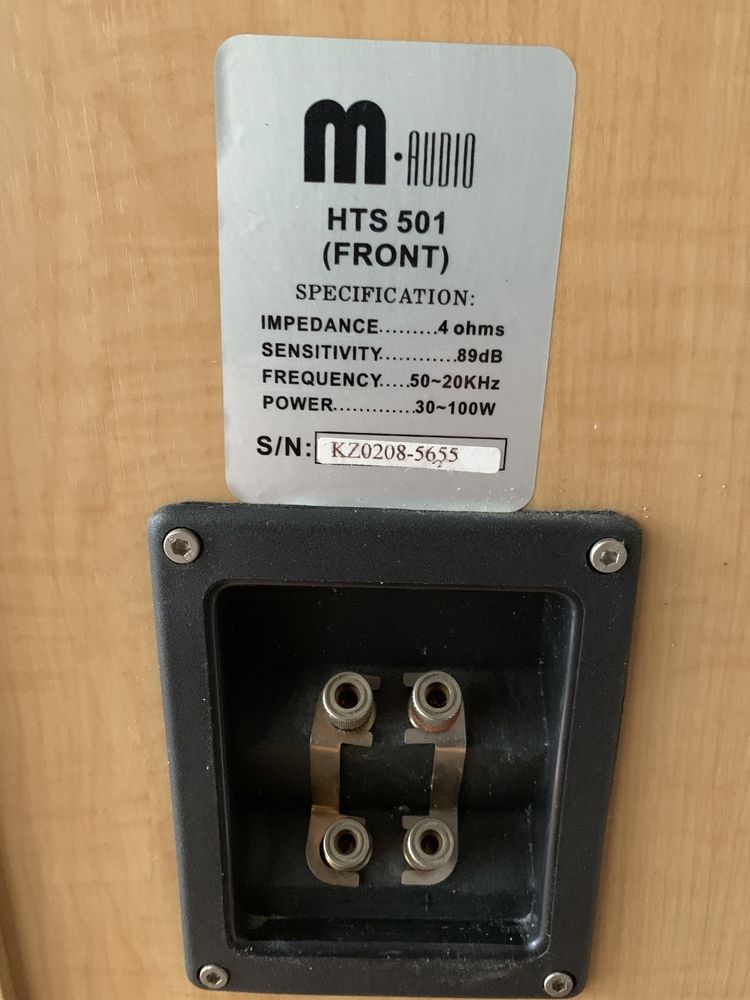 m·AUDIO
HTS 501
(FRONT)
SPECIFICATION:
IMPEDANCE.........4 ohms
SENSITIVITY............89dB
FREQUENCY.....50~20KHz
POWER.............30~100W
S/N: KZ0208-5655